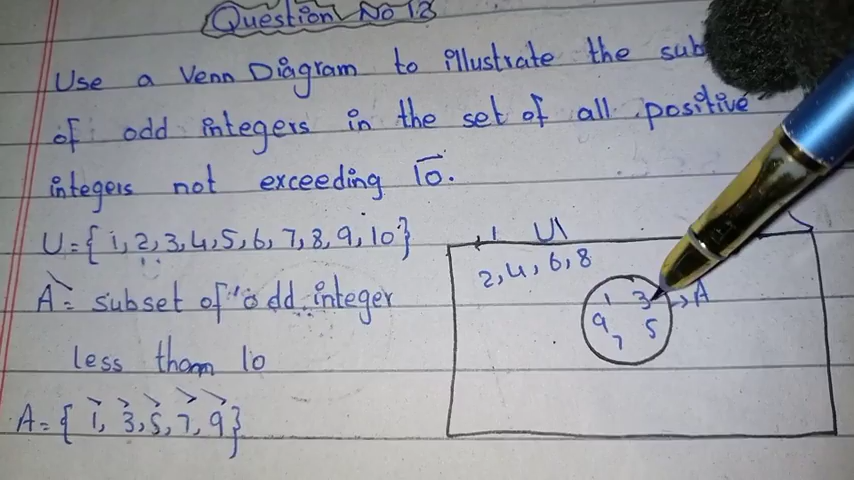 Question No 13
Use a Venn Diagram to illustrate the sub
of odd integers in the set of all positive
integers not exceeding 10.
U={1,2,3,4,5,6,7,8,9,10}
A= subset of odd integer
less than 10
A={1,3,5,7,9}
U
2,4,6,8
1 3
9 5
7
A